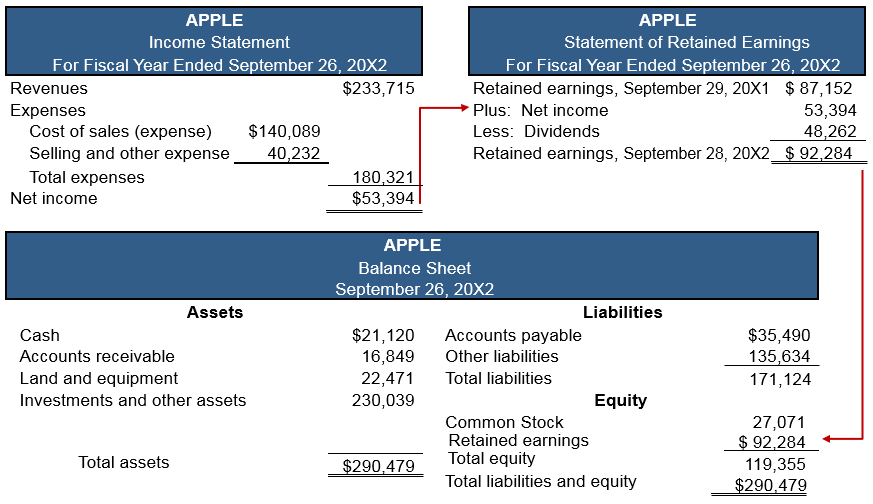 APPLE
Income Statement
For Fiscal Year Ended September 26, 20X2
Revenues $233,715
Expenses
Cost of sales (expense) $140,089
Selling and other expense 40,232
Total expenses 180,321
Net income $53,394
APPLE
Statement of Retained Earnings
For Fiscal Year Ended September 26, 20X2
Retained earnings, September 29, 20X1 $ 87,152
Plus: Net income 53,394
Less: Dividends 48,262
Retained earnings, September 28, 20X2 $ 92,284
APPLE
Balance Sheet
September 26, 20X2
Assets Liabilities
Cash $21,120 Accounts payable $35,490
Accounts receivable 16,849 Other liabilities 135,634
Land and equipment 22,471 Total liabilities 171,124
Investments and other assets 230,039 Equity
Common Stock 27,071
Retained earnings $ 92,284
Total assets $290,479 Total equity 119,355
Total liabilities and equity $290,479